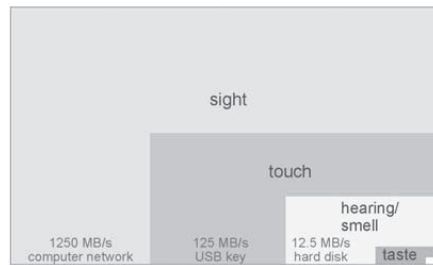 sight
touch
hearing/
smell
taste
1250 MB/s
computer network
125 MB/s
USB key
12.5 MB/s
hard disk